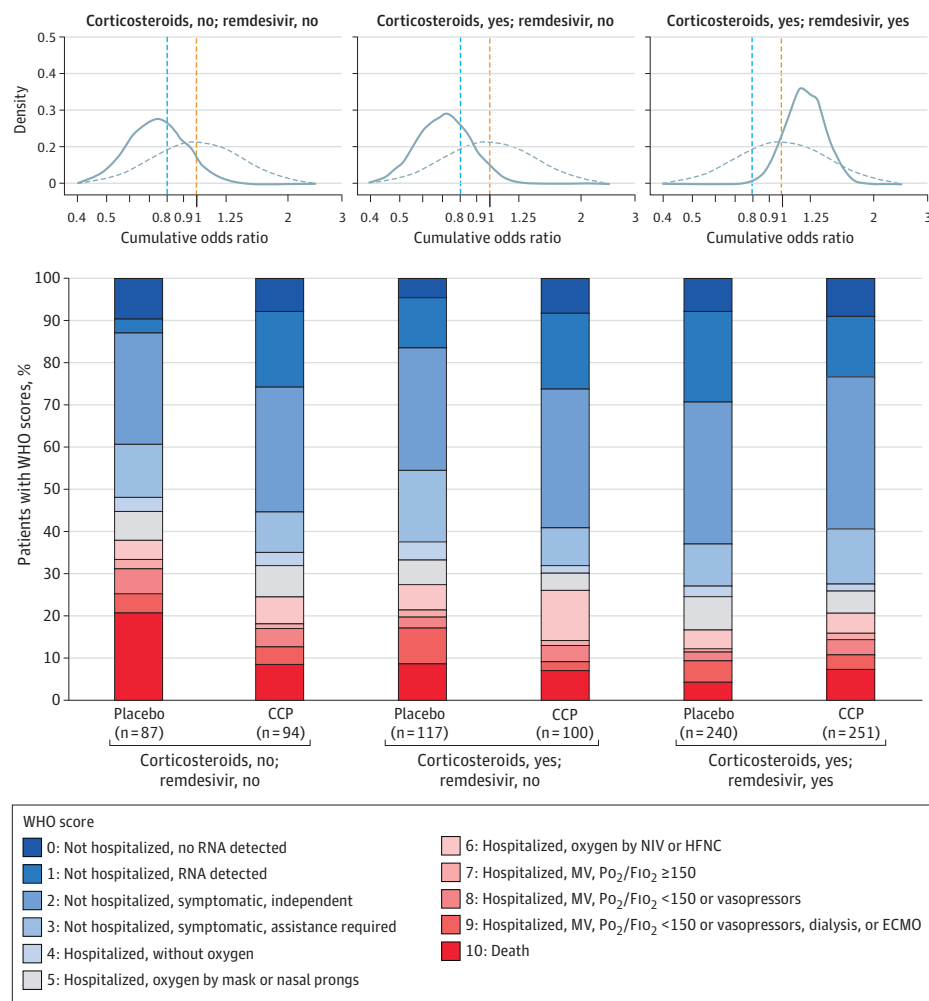 Corticosteroids, no; remdesivir, no
Corticosteroids, yes; remdesivir, no
Corticosteroids, yes; remdesivir, yes
Density
0.5
0.4
0.3
0.2
0.1
0
0.4 0.5 0.8 0.9 1 1.25 2 3
Cumulative odds ratio
0.4 0.5 0.8 0.9 1 1.25 2 3
Cumulative odds ratio
0.4 0.5 0.8 0.9 1 1.25 2 3
Cumulative odds ratio
Patients with WHO scores, %
100
90
80
70
60
50
40
30
20
10
0
Placebo
(n=87)
CCP
(n=94)
Placebo
(n=117)
CCP
(n=100)
Placebo
(n=240)
CCP
(n=251)
Corticosteroids, no;
remdesivir, no
Corticosteroids, yes;
remdesivir, no
Corticosteroids, yes;
remdesivir, yes
WHO score
0: Not hospitalized, no RNA detected
1: Not hospitalized, RNA detected
2: Not hospitalized, symptomatic, independent
3: Not hospitalized, symptomatic, assistance required
4: Hospitalized, without oxygen
5: Hospitalized, oxygen by mask or nasal prongs
6: Hospitalized, oxygen by NIV or HFNC
7: Hospitalized, MV, PO₂/FIO₂ ≥150
8: Hospitalized, MV, PO₂/FIO₂ <150 or vasopressors
9: Hospitalized, MV, PO₂/FIO₂ <150 or vasopressors, dialysis, or ECMO
10: Death